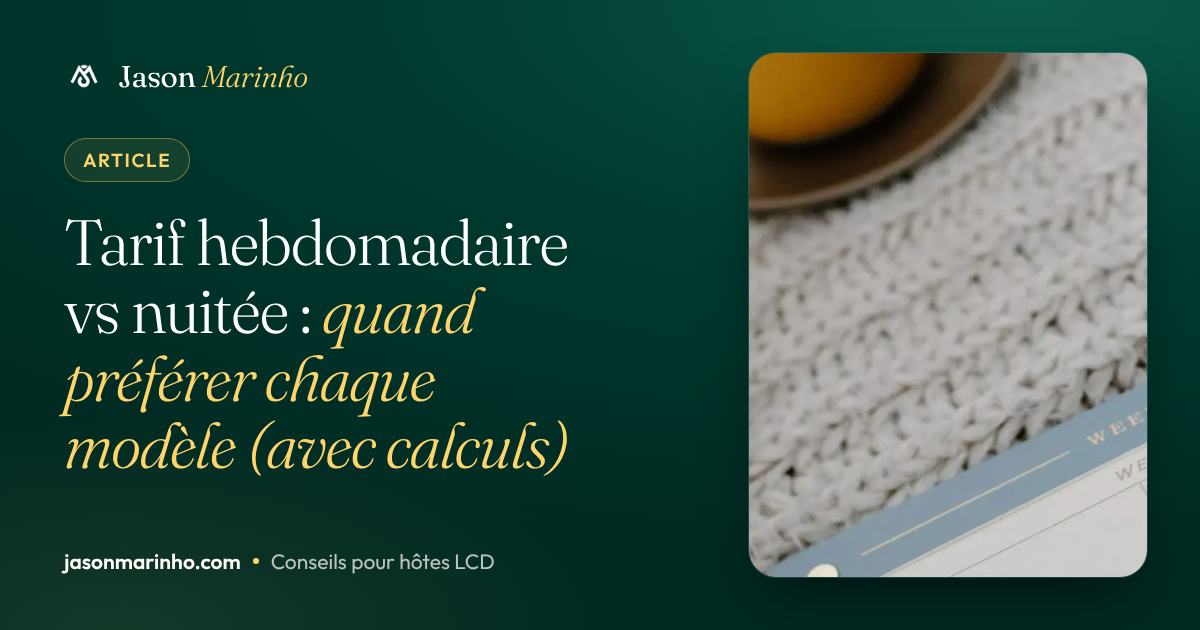 Jason Marinho
ARTICLE
Tarif hebdomadaire
vs nuitée : quand
préférer chaque
modèle (avec calculs)
jasonmarinho.com • Conseils pour hôtes LCD